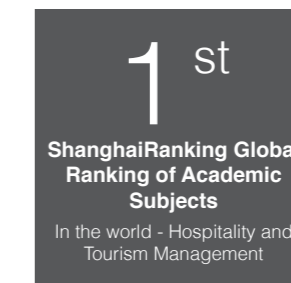 1 st
ShanghaiRanking Globa
Ranking of Academic
Subjects
In the world - Hospitality and
Tourism Management